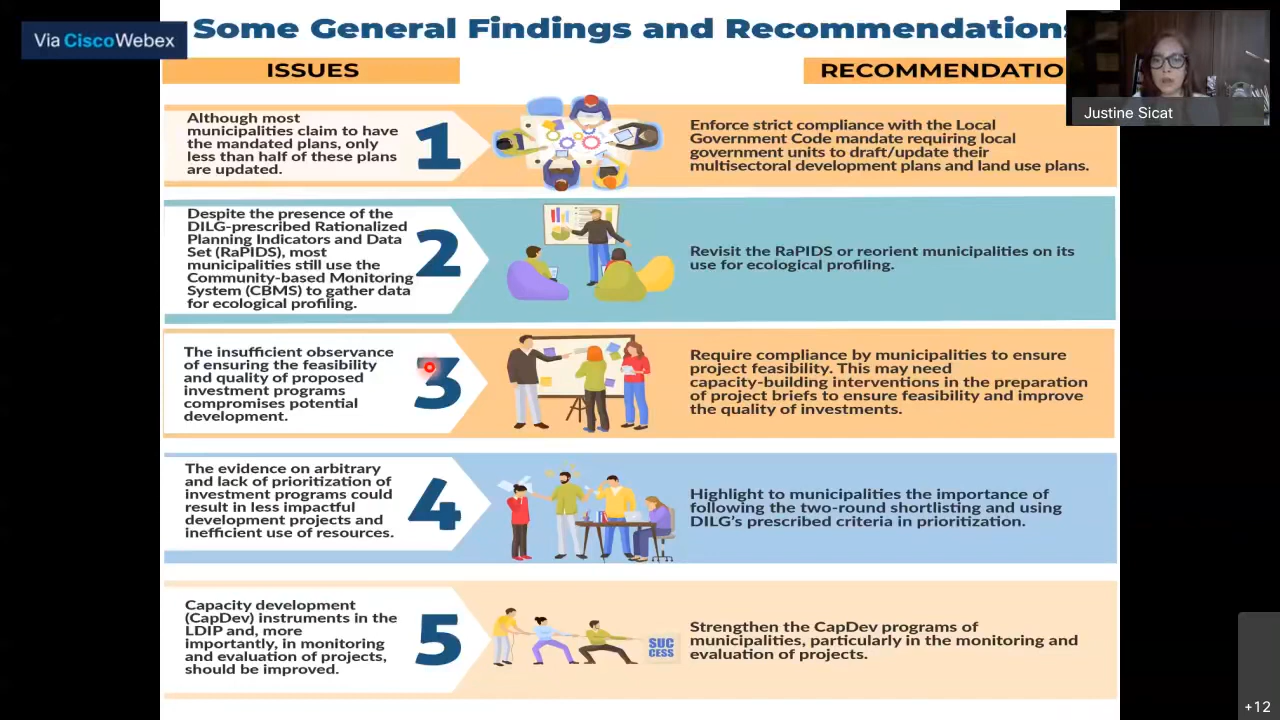 Via CiscoWebex
Some General Findings and Recommendations
Justine Sicat
ISSUES
RECOMMENDATIO
Although most
municipalities claim to have
the mandated plans, only
less than half of these plans
are updated.
1
Enforce strict compliance with the Local
Government Code mandate requiring local
government units to draft/update their
multisectoral development plans and land use plans.
Despite the presence of the
DILG-prescribed Rationalized
Planning Indicators and Data
Set (RaPIDS), most
municipalities still use the
Community-based Monitoring
System (CBMS) to gather data
for ecological profiling.
2
Revisit the RaPIDS or reorient municipalities on its
use for ecological profiling.
The insufficient observance
of ensuring the feasibility
and quality of proposed
investment programs
compromises potential
development.
3
Require compliance by municipalities to ensure
project feasibility. This may need
capacity-building interventions in the preparation
of project briefs to ensure feasibility and improve
the quality of investments.
The evidence on arbitrary
and lack of prioritization of
investment programs could
result in less impactful
development projects and
inefficient use of resources.
4
Highlight to municipalities the importance of
following the two-round shortlisting and using
DILG's prescribed criteria in prioritization.
Capacity development
(CapDev) instruments in the
LDIP and, more
importantly, in monitoring
and evaluation of projects,
should be improved.
5
SUC
CESS
Strengthen the CapDev programs of
municipalities, particularly in the monitoring and
evaluation of projects.
+12